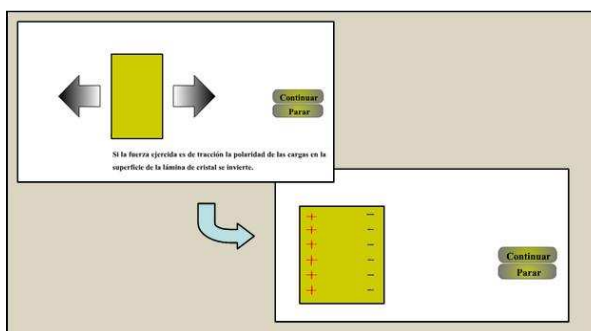 Continuar
Parar
Si la fuerza ejercida es de tracción la polaridad de las cargas en la
superficie de la lámina de cristal se invierte.
+ −
+ −
+ −
+ −
+ −
+ −
Continuar
Parar